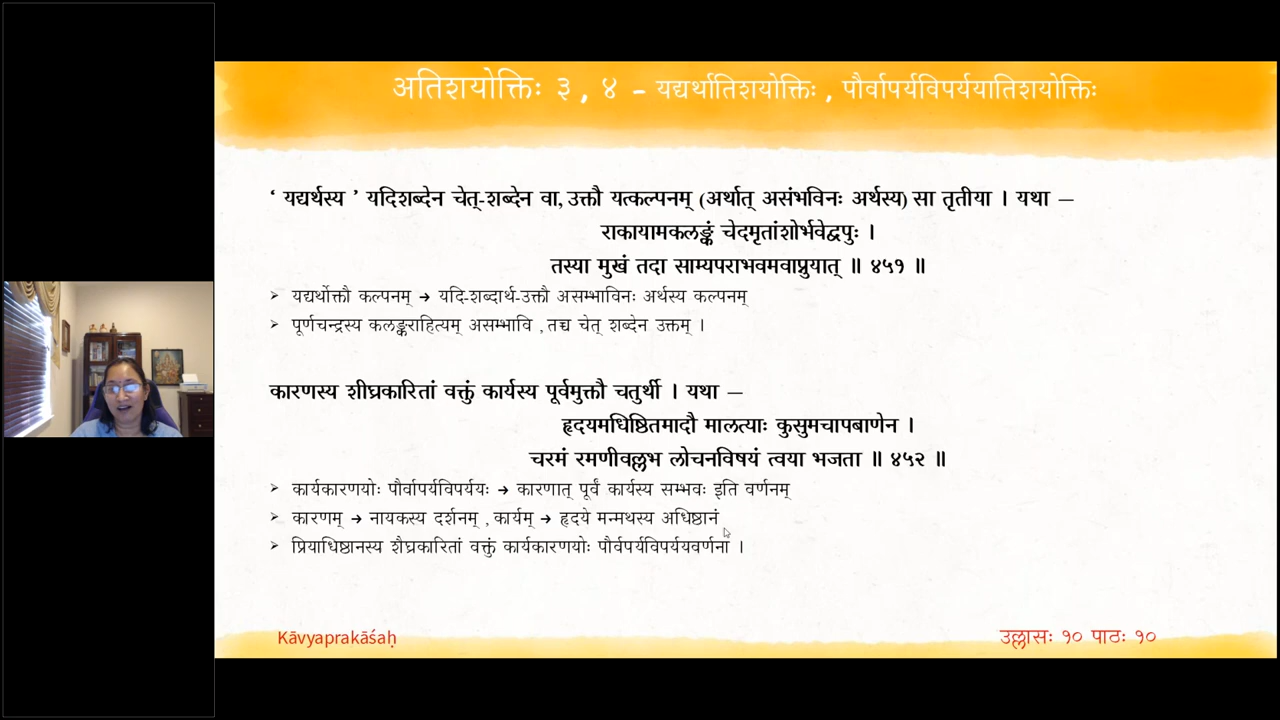 अतिशयोक्तिः ३ , ४ - यद्यर्थातिशयोक्तिः , पौर्वापर्यविपर्ययातिशयोक्तिः
‘ यद्यर्थस्य ’ यदिशब्देन चेत्-शब्देन वा, उक्तौ यत्कल्पनम् (अर्थात् असंभविनः अर्थस्य) सा तृतीया । यथा —
राकायामकलङ्कं चेदमृतांशोर्भवेद्वपुः ।
तस्या मुखं तदा साम्यपराभवमवाप्नुयात् ॥ ४५१ ॥
➢ यद्यर्थोक्तौ कल्पनम् → यदि-शब्दार्थ-उक्तौ असम्भाविनः अर्थस्य कल्पनम्
➢ पूर्णचन्द्रस्य कलङ्कराहित्यम् असम्भावि , तच्च चेत् शब्देन उक्तम् ।
कारणस्य शीघ्रकारितां वक्तुं कार्यस्य पूर्वमुक्तौ चतुर्थी । यथा —
हृदयमधिष्ठितमादौ मालत्याः कुसुमचापबाणेन ।
चरमं रमणीवल्लभ लोचनविषयं त्वया भजता ॥ ४५२ ॥
➢ कार्यकारणयोः पौर्वापर्यविपर्ययः → कारणात् पूर्वं कार्यस्य सम्भवः इति वर्णनम्
➢ कारणम् → नायकस्य दर्शनम् , कार्यम् → हृदये मन्मथस्य अधिष्ठानं
➢ प्रियाधिष्ठानस्य शैघ्रकारितां वक्तुं कार्यकारणयोः पौर्वपर्यविपर्ययवर्णना ।
Kāvyaprakāśaḥ
उल्लासः १० पाठः १०